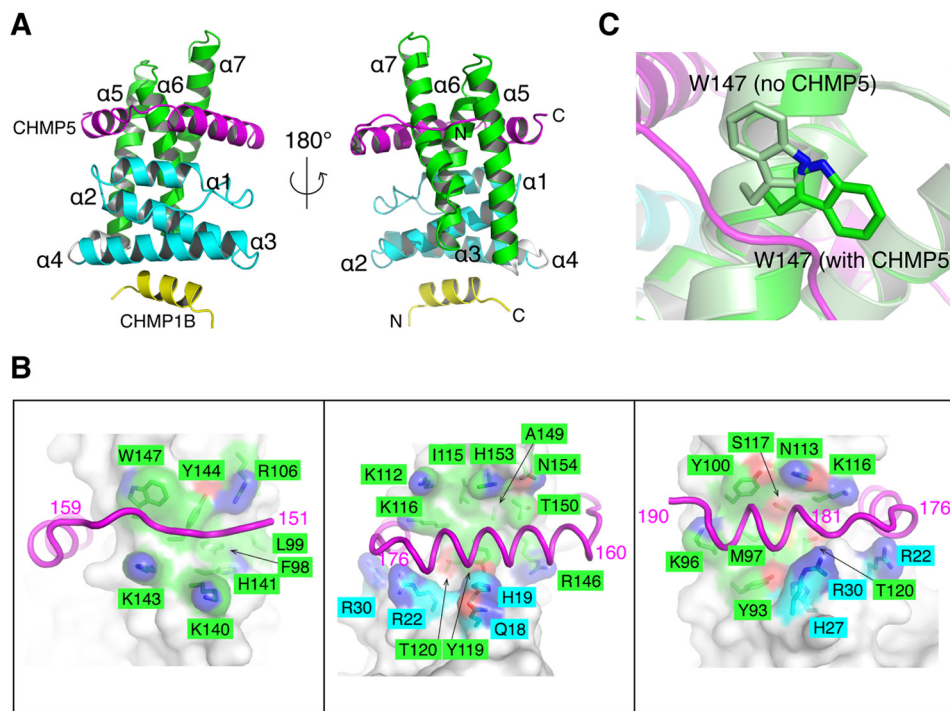 A
α7
α6
α5
CHMP5
α1
α2
α3
α4
CHMP1B
180°
α7
α6
α5
C
N
α1
α2
α3
α4
N
C
C
W147 (no CHMP5)
W147 (with CHMP5)
B
W147
Y144
R106
159
151
L99
F98
K143
H141
K140
A149
I115
H153
K112
N154
K116
T150
176
160
R146
R30
R22
H19
Q18
T120
Y119
S117
N113
Y100
K116
190
181
176
K96
M97
R22
R30
T120
Y93
H27